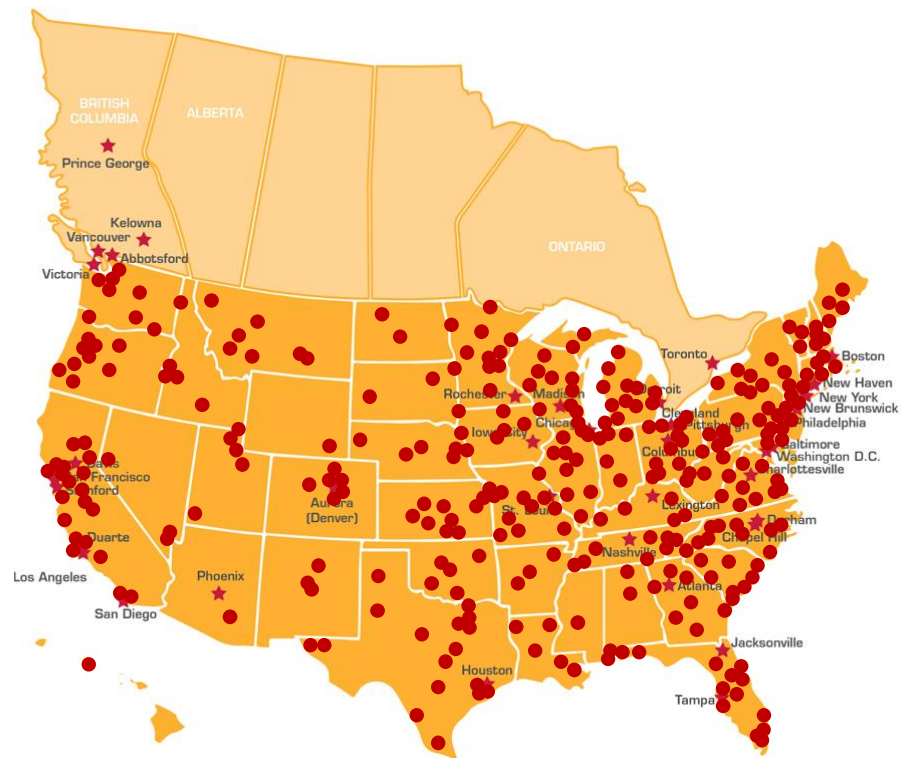 BRITISH
COLUMBIA
ALBERTA
Prince George
Kelowna
Vancouver
Abbotsford
Victoria
ONTARIO
Toronto
Boston
Rochester
Madison
New Haven
New York
New Brunswick
Philadelphia
Cleveland
Pittsburgh
Chicago
Iowa City
Baltimore
Washington D.C.
Charlottesville
Columbus
Davis
San Francisco
Stanford
Aurora
(Denver)
St. Louis
Lexington
Durham
Chapel Hill
Duarte
Nashville
Los Angeles
Phoenix
Atlanta
San Diego
Jacksonville
Houston
Tampa